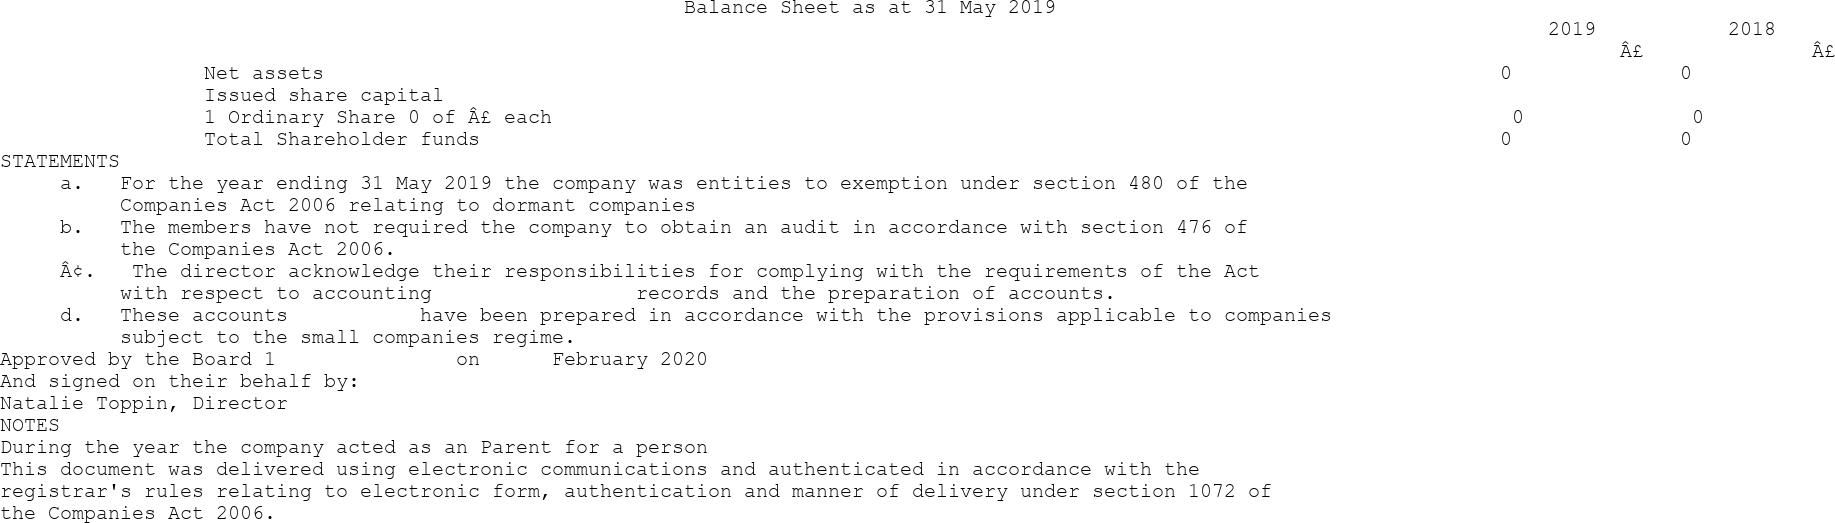 Balance Sheet as at 31 May 2019
2019 2018
Â£ Â£
Net assets 0 0
Issued share capital
1 Ordinary Share 0 of Â£ each 0 0
Total Shareholder funds 0 0
STATEMENTS
a. For the year ending 31 May 2019 the company was entities to exemption under section 480 of the
Companies Act 2006 relating to dormant companies
b. The members have not required the company to obtain an audit in accordance with section 476 of
the Companies Act 2006.
Â¢. The director acknowledge their responsibilities for complying with the requirements of the Act
with respect to accounting records and the preparation of accounts.
d. These accounts have been prepared in accordance with the provisions applicable to companies
subject to the small companies regime.
Approved by the Board 1 on February 2020
And signed on their behalf by:
Natalie Toppin, Director
NOTES
During the year the company acted as an Parent for a person
This document was delivered using electronic communications and authenticated in accordance with the
registrar's rules relating to electronic form, authentication and manner of delivery under section 1072 of
the Companies Act 2006.